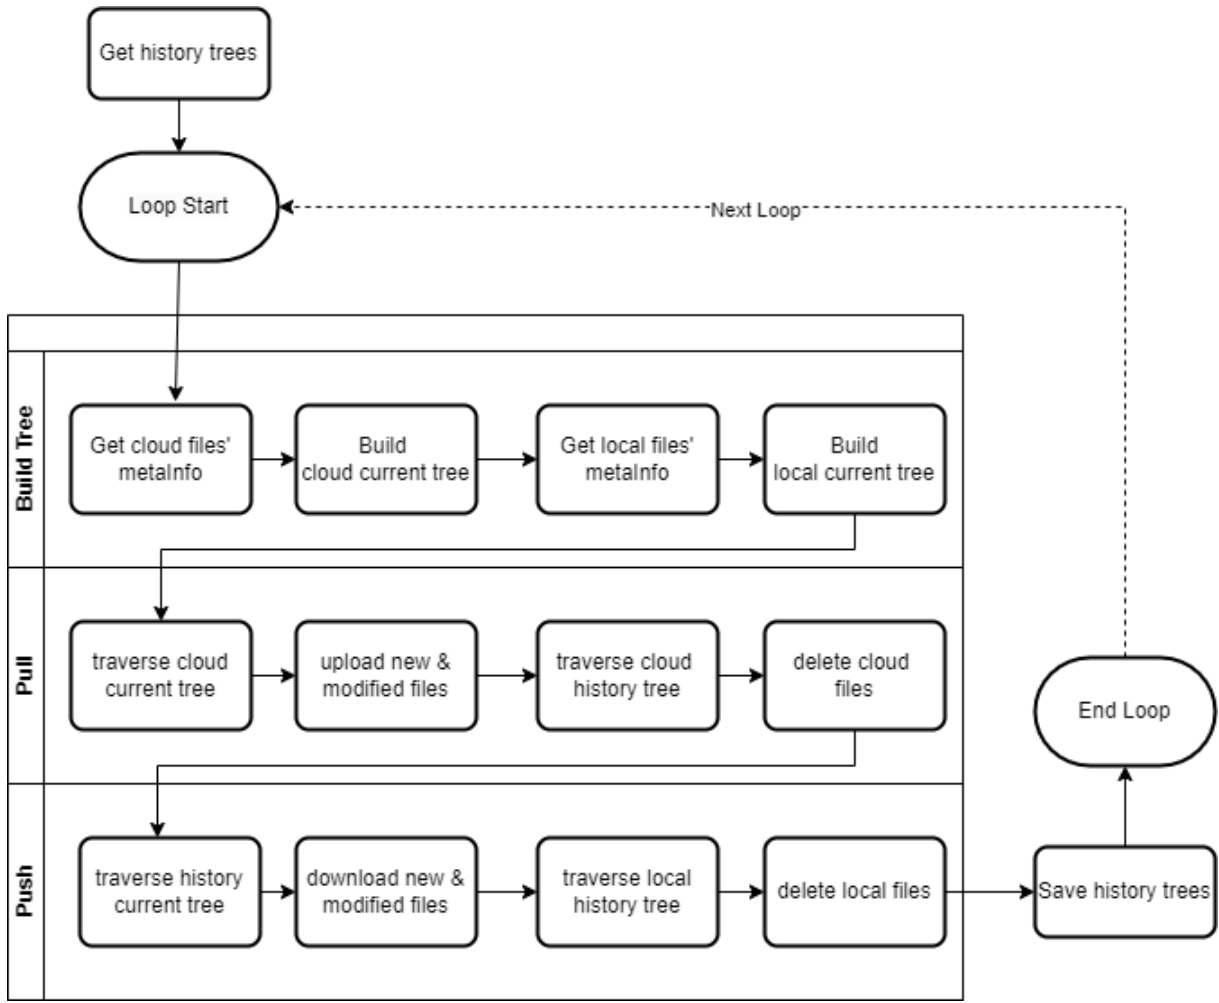 Get history trees
Loop Start
Next Loop
Build Tree
Get cloud files'
metaInfo
Build
cloud current tree
Get local files'
metaInfo
Build
local current tree
Pull
traverse cloud
current tree
upload new &
modified files
traverse cloud
history tree
delete cloud
files
End Loop
Push
traverse history
current tree
download new &
modified files
traverse local
history tree
delete local files
Save history trees